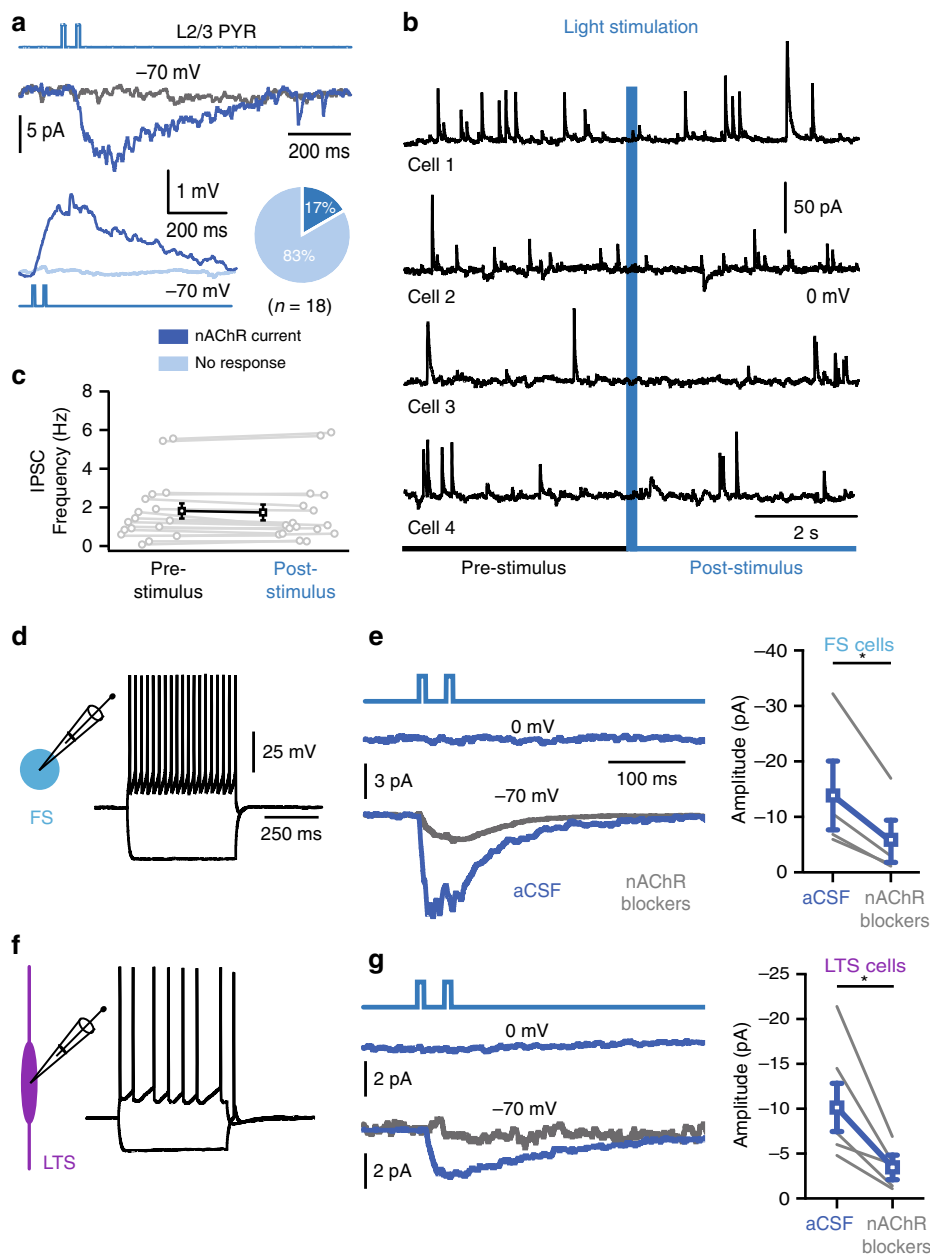 a
L2/3 PYR
–70 mV
5 pA
200 ms
1 mV
200 ms
17%
83%
–70 mV
(n = 18)
nAChR current
No response
b
Light stimulation
Cell 1
50 pA
Cell 2
0 mV
Cell 3
Cell 4
2 s
Pre-stimulus
Post-stimulus
c
IPSC
Frequency (Hz)
8
6
4
2
0
Pre-
stimulus
Post-
stimulus
d
FS
25 mV
250 ms
e
0 mV
3 pA
100 ms
–70 mV
aCSF
nAChR
blockers
FS cells
*
Amplitude (pA)
–40
–30
–20
–10
0
aCSF
nAChR
blockers
f
LTS
g
0 mV
2 pA
–70 mV
2 pA
LTS cells
*
Amplitude (pA)
–25
–20
–15
–10
–5
0
aCSF
nAChR
blockers